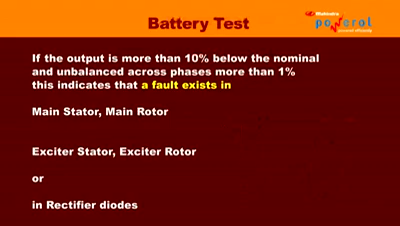 Battery Test
Mahindra
powerol
powered efficiently
If the output is more than 10% below the nominal
and unbalanced across phases more than 1%
this indicates that a fault exists in
Main Stator, Main Rotor
Exciter Stator, Exciter Rotor
or
in Rectifier diodes